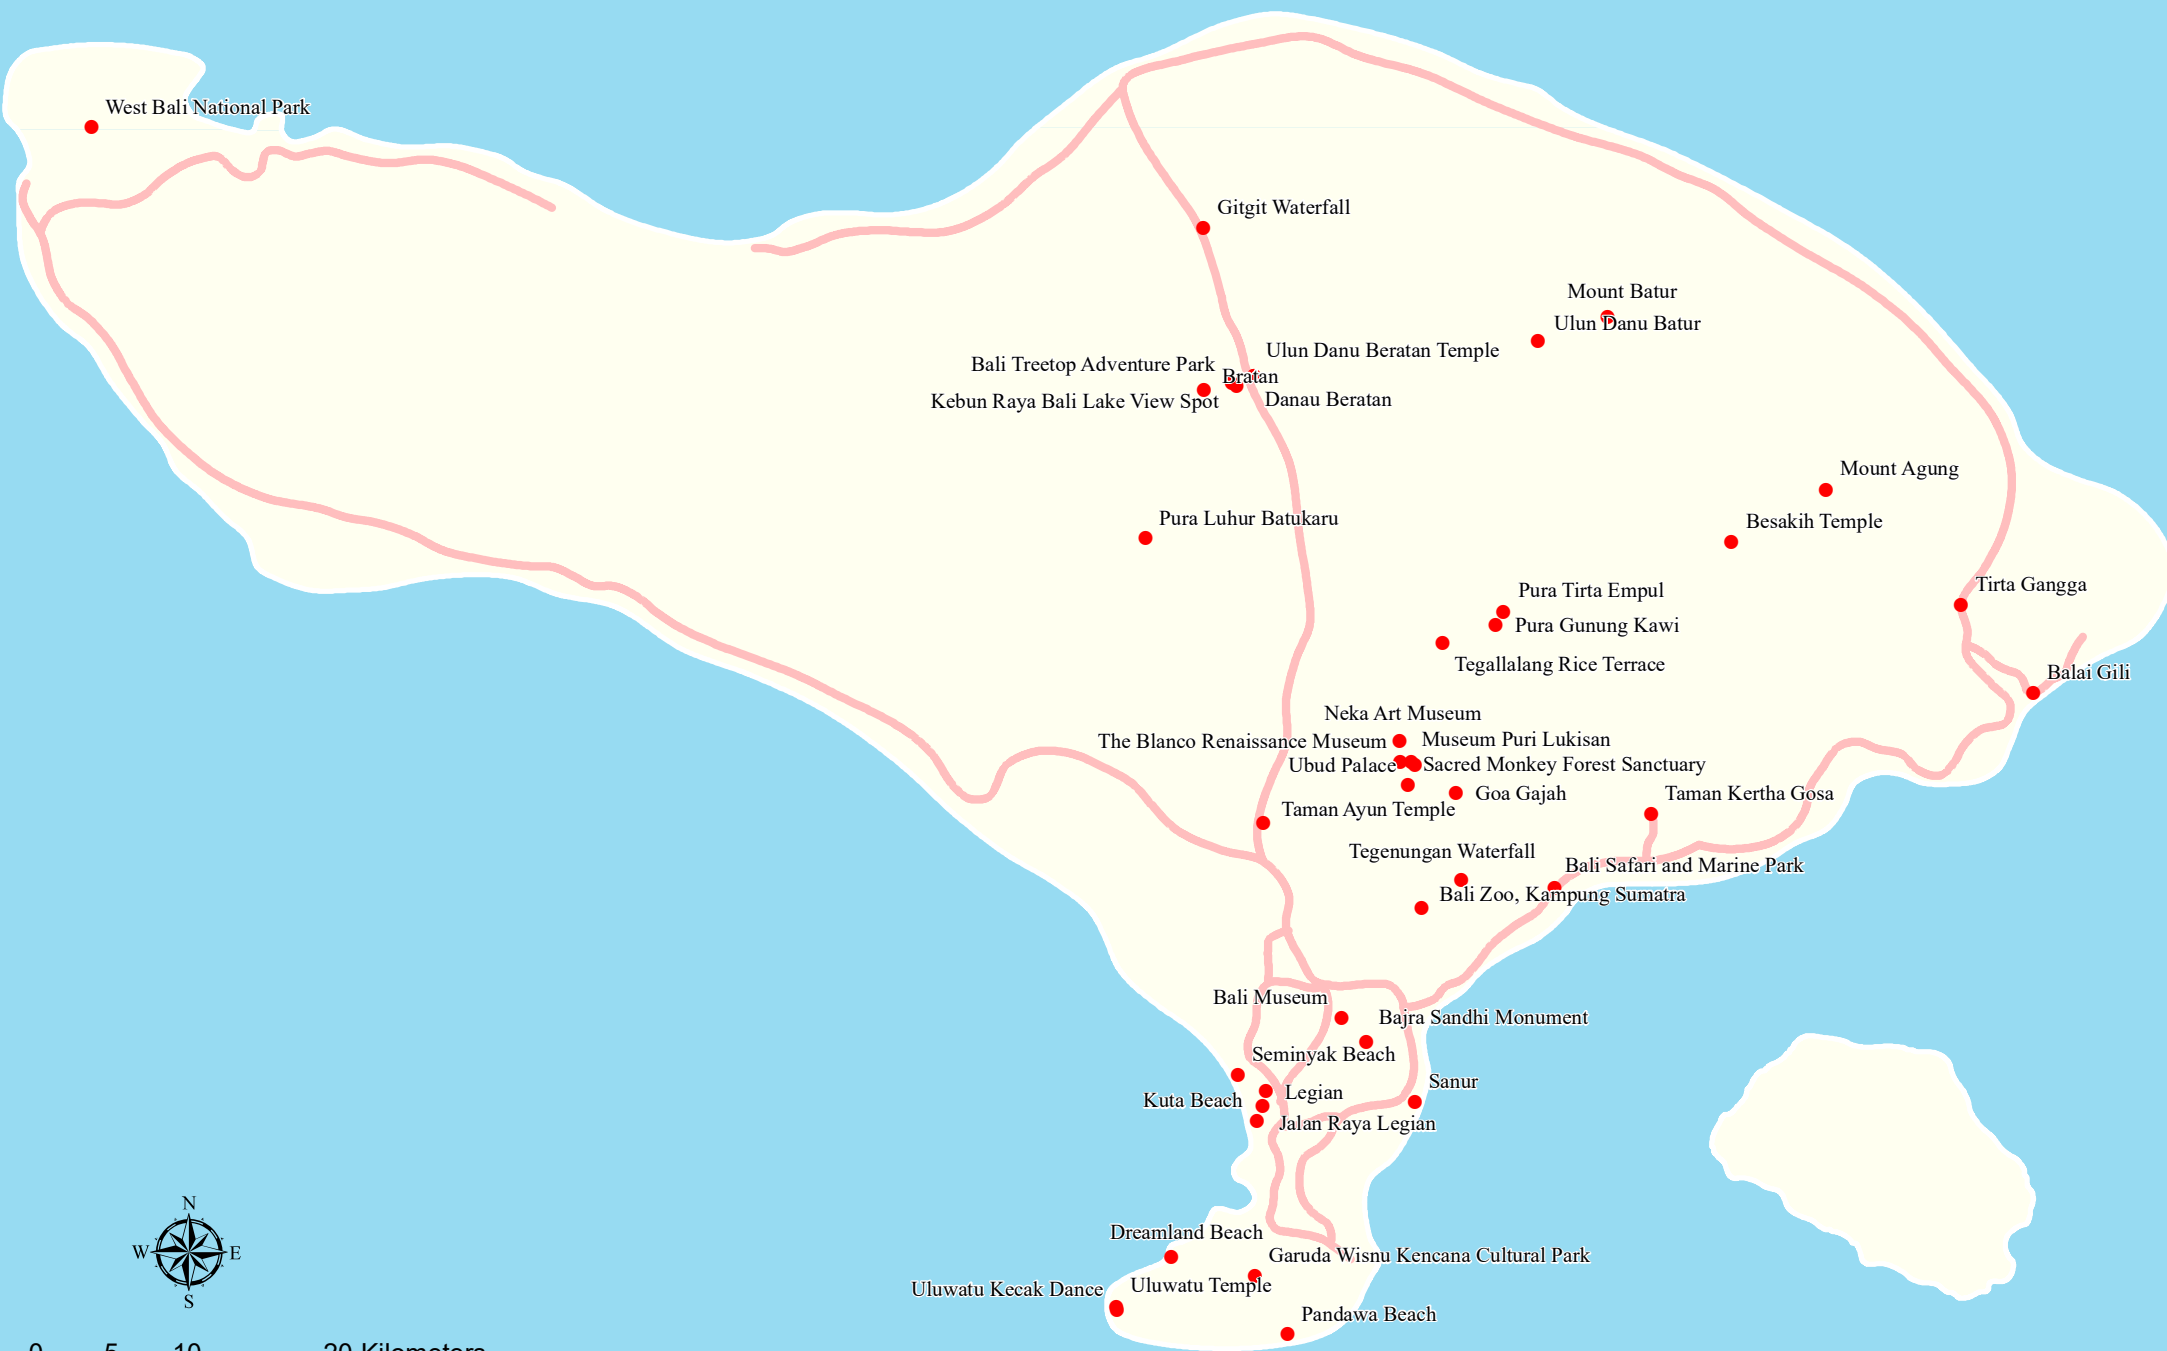 West Bali National Park
Gitgit Waterfall
Mount Batur
Ulun Danu Batur
Ulun Danu Beratan Temple
Bali Treetop Adventure Park
Bratan
Kebun Raya Bali Lake View Spot
Danau Beratan
Mount Agung
Pura Luhur Batukaru
Besakih Temple
Tirta Gangga
Pura Tirta Empul
Pura Gunung Kawi
Tegallalang Rice Terrace
Balai Gili
Neka Art Museum
The Blanco Renaissance Museum
Museum Puri Lukisan
Ubud Palace
Sacred Monkey Forest Sanctuary
Goa Gajah
Taman Kertha Gosa
Taman Ayun Temple
Tegenungan Waterfall
Bali Safari and Marine Park
Bali Zoo, Kampung Sumatra
Bali Museum
Bajra Sandhi Monument
Seminyak Beach
Sanur
Legian
Kuta Beach
Jalan Raya Legian
N
W
E
S
Dreamland Beach
Garuda Wisnu Kencana Cultural Park
Uluwatu Temple
Uluwatu Kecak Dance
Pandawa Beach
0 5 10 20 Kilometers